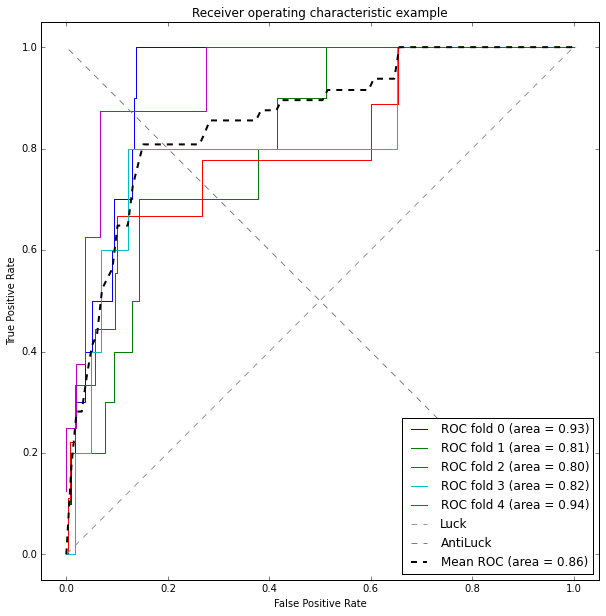 Receiver operating characteristic example
1.0
0.8
0.6
0.4
0.2
0.0
True Positive Rate
ROC fold 0 (area = 0.93)
ROC fold 1 (area = 0.81)
ROC fold 2 (area = 0.80)
ROC fold 3 (area = 0.82)
ROC fold 4 (area = 0.94)
Luck
AntiLuck
Mean ROC (area = 0.86)
0.0 0.2 0.4 0.6 0.8 1.0
False Positive Rate